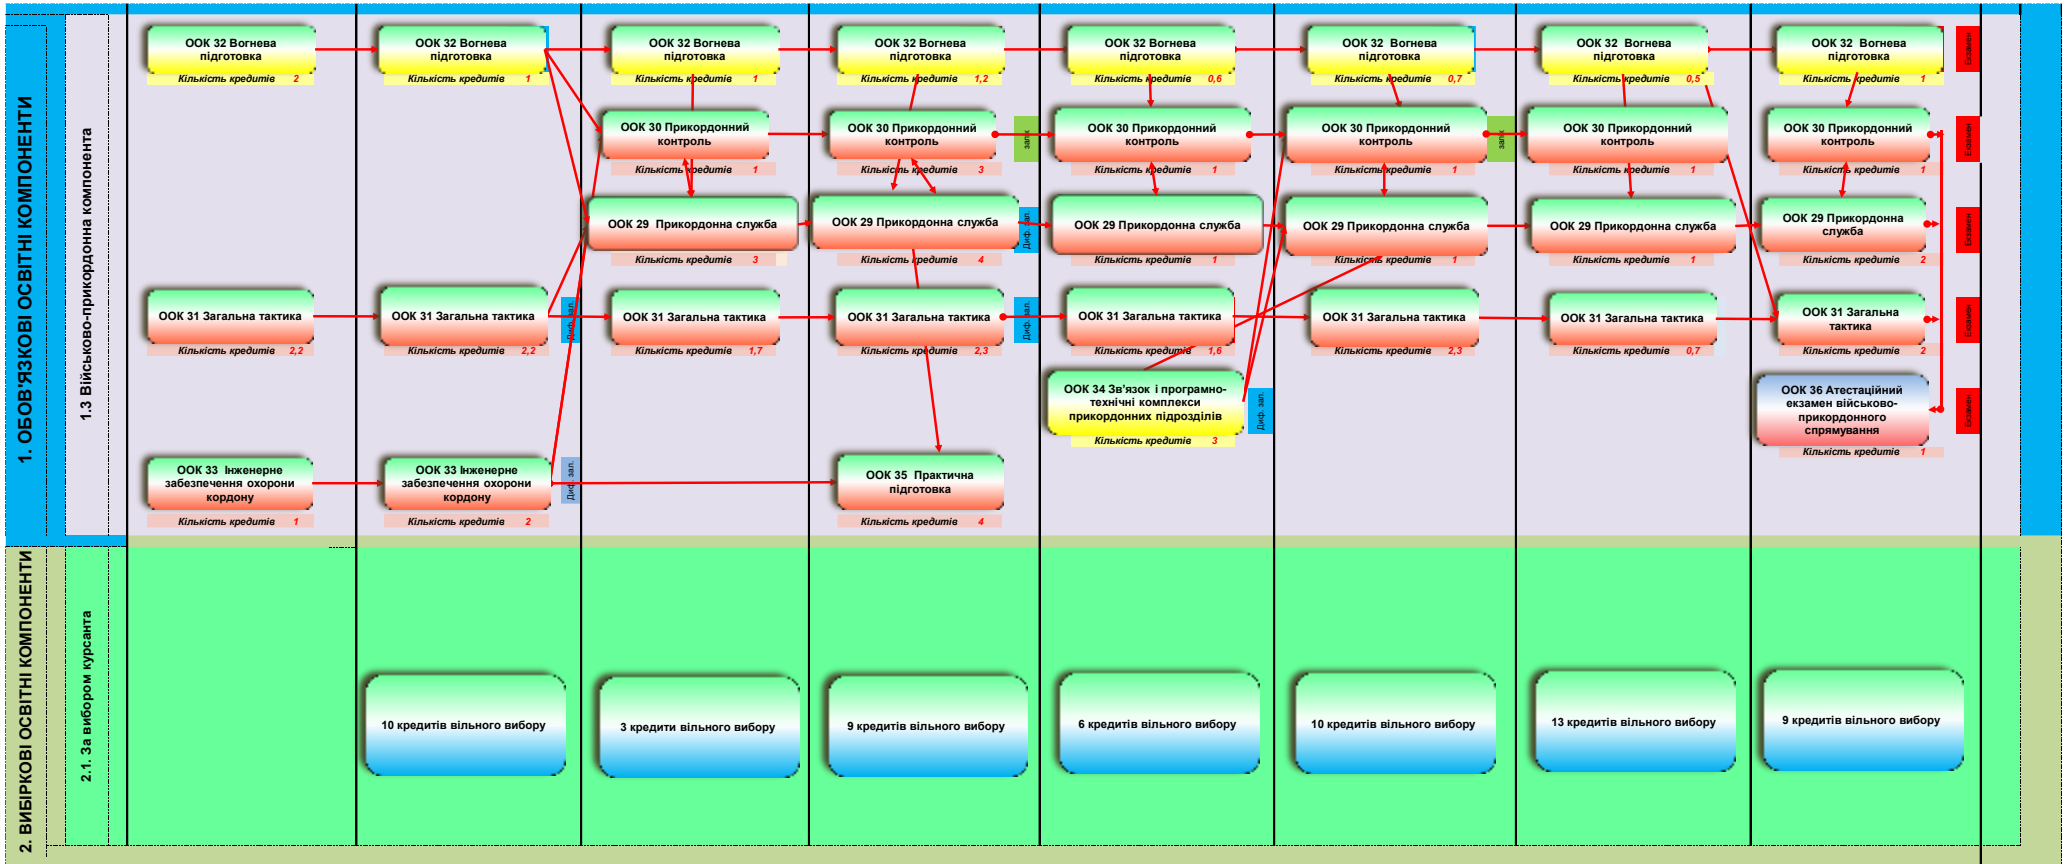 1. ОБОВ'ЯЗКОВІ ОСВІТНІ КОМПОНЕНТИ
1.3 Військово-прикордонна компонента
ООК 32 Вогнева
підготовка
Кількість кредитів 2
ООК 32 Вогнева
підготовка
Кількість кредитів 1
ООК 32 Вогнева
підготовка
Кількість кредитів 1
ООК 32 Вогнева
підготовка
Кількість кредитів 1,2
ООК 32 Вогнева
підготовка
Кількість кредитів 0,6
ООК 32 Вогнева
підготовка
Кількість кредитів 0,7
ООК 32 Вогнева
підготовка
Кількість кредитів 0,5
ООК 32 Вогнева
підготовка
Кількість кредитів 1
Екзамен
ООК 30 Прикордонний
контроль
Кількість кредитів 1
ООК 30 Прикордонний
контроль
Кількість кредитів 3
залік
ООК 30 Прикордонний
контроль
Кількість кредитів 1
ООК 30 Прикордонний
контроль
Кількість кредитів 1
залік
ООК 30 Прикордонний
контроль
Кількість кредитів 1
ООК 30 Прикордонний
контроль
Кількість кредитів 1
Екзамен
ООК 29 Прикордонна служба
Кількість кредитів 3
ООК 29 Прикордонна служба
Кількість кредитів 4
Диф. зал.
ООК 29 Прикордонна служба
Кількість кредитів 1
ООК 29 Прикордонна служба
Кількість кредитів 1
ООК 29 Прикордонна служба
Кількість кредитів 1
ООК 29 Прикордонна
служба
Кількість кредитів 2
Екзамен
ООК 31 Загальна тактика
Кількість кредитів 2,2
ООК 31 Загальна тактика
Кількість кредитів 2,2
Диф. зал.
ООК 31 Загальна тактика
Кількість кредитів 1,7
ООК 31 Загальна тактика
Кількість кредитів 2,3
Диф. зал.
ООК 31 Загальна тактика
Кількість кредитів 1,6
ООК 31 Загальна тактика
Кількість кредитів 2,3
ООК 31 Загальна тактика
Кількість кредитів 0,7
ООК 31 Загальна
тактика
Кількість кредитів 2
Екзамен
ООК 34 Зв'язок і програмно-
технічні комплекси
прикордонних підрозділів
Кількість кредитів 3
Диф. зал.
ООК 36 Атестаційний
екзамен військово-
прикордонного
спрямування
Кількість кредитів 1
Екзамен
ООК 33 Інженерне
забезпечення охорони
кордону
Кількість кредитів 1
ООК 33 Інженерне
забезпечення охорони
кордону
Кількість кредитів 2
Диф. зал.
ООК 35 Практична
підготовка
Кількість кредитів 4
2. ВИБІРКОВІ ОСВІТНІ КОМПОНЕНТИ
2.1. За вибором курсанта
10 кредитів вільного вибору
3 кредити вільного вибору
9 кредитів вільного вибору
6 кредитів вільного вибору
10 кредитів вільного вибору
13 кредитів вільного вибору
9 кредитів вільного вибору